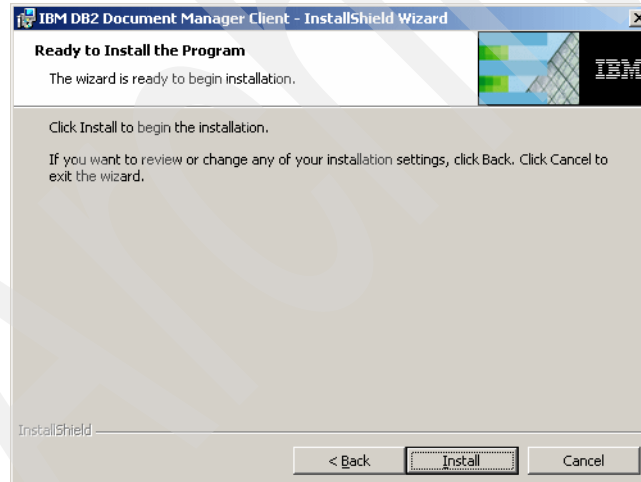 IBM DB2 Document Manager Client - InstallShield Wizard
Ready to Install the Program
The wizard is ready to begin installation.
IBM
Click Install to begin the installation.
If you want to review or change any of your installation settings, click Back. Click Cancel to
exit the wizard.
InstallShield
< Back Install Cancel